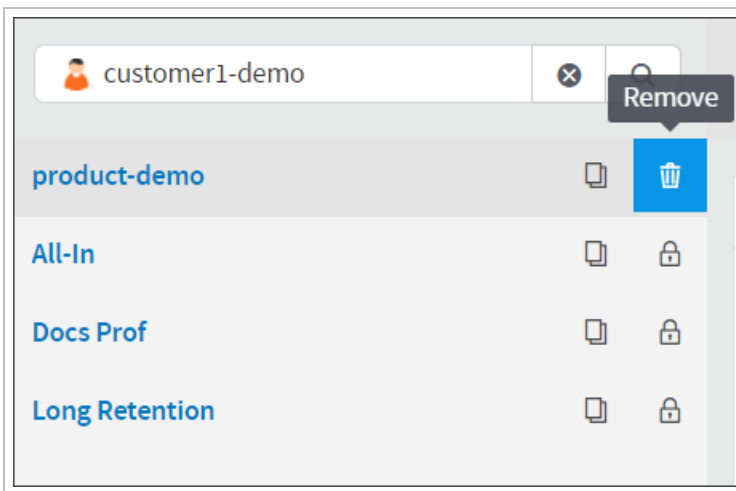 customer1-demo
Remove
product-demo
All-In
Docs Prof
Long Retention